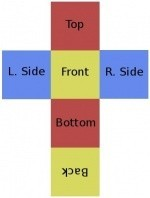 Top
L. Side Front R. Side
Bottom
Back